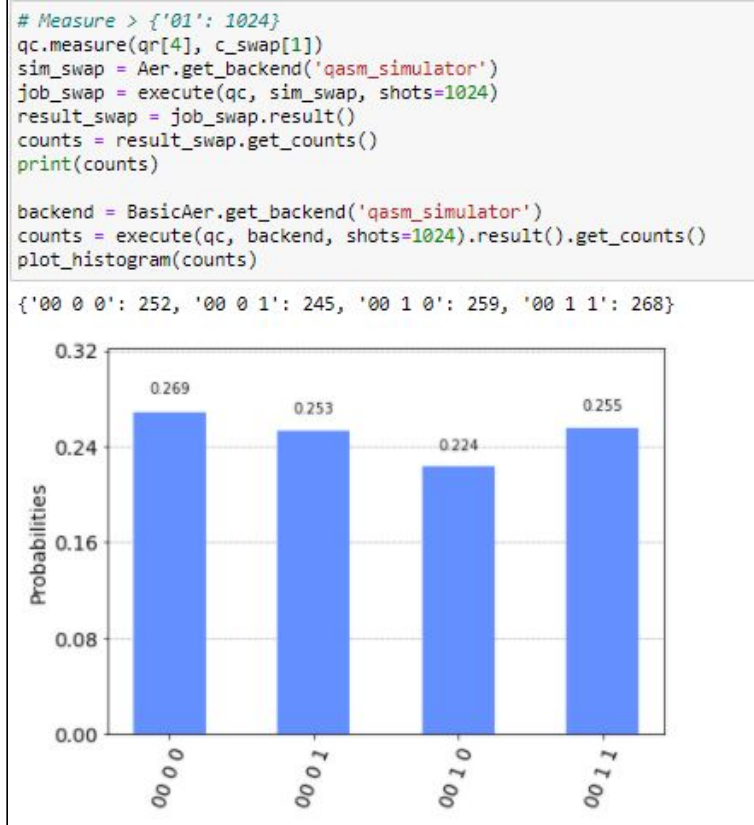 # Measure > {'01': 1024}
qc.measure(qr[4], c_swap[1])
sim_swap = Aer.get_backend('qasm_simulator')
job_swap = execute(qc, sim_swap, shots=1024)
result_swap = job_swap.result()
counts = result_swap.get_counts()
print(counts)
backend = BasicAer.get_backend('qasm_simulator')
counts = execute(qc, backend, shots=1024).result().get_counts()
plot_histogram(counts)
{'00 0 0': 252, '00 0 1': 245, '00 1 0': 259, '00 1 1': 268}
0.32
0.269
0.253
0.255
0.24
0.224
Probabilities
0.16
0.08
0.00
00 0 0
00 0 1
00 1 0
00 1 1